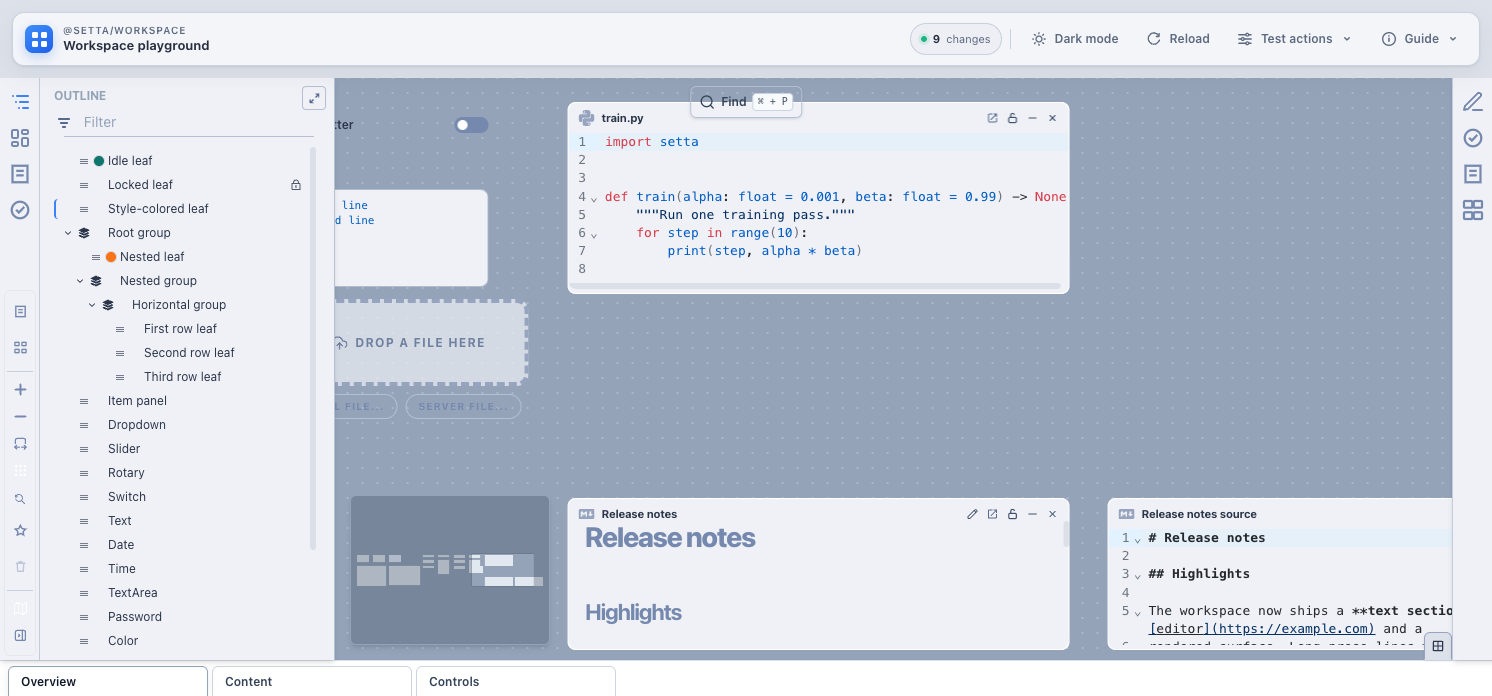 @SETTA/WORKSPACE
Workspace playground
9 changes
Dark mode
Reload
Test actions
Guide
OUTLINE
Filter
Idle leaf
Locked leaf
Style-colored leaf
Root group
Nested leaf
Nested group
Horizontal group
First row leaf
Second row leaf
Third row leaf
Item panel
Dropdown
Slider
Rotary
Switch
Text
Date
Time
TextArea
Password
Color
line
line
DROP A FILE HERE
FILE...
SERVER FILE...
Find ⌘ + P
train.py
1 import setta
2
3
4 def train(alpha: float = 0.001, beta: float = 0.99) -> None
5 """Run one training pass."""
6 for step in range(10):
7 print(step, alpha * beta)
8
Release notes
Release notes
Highlights
Release notes source
1 # Release notes
2
3 ## Highlights
4
5 The workspace now ships a **text sectio
[editor](https://example.com) and a
Overview
Content
Controls